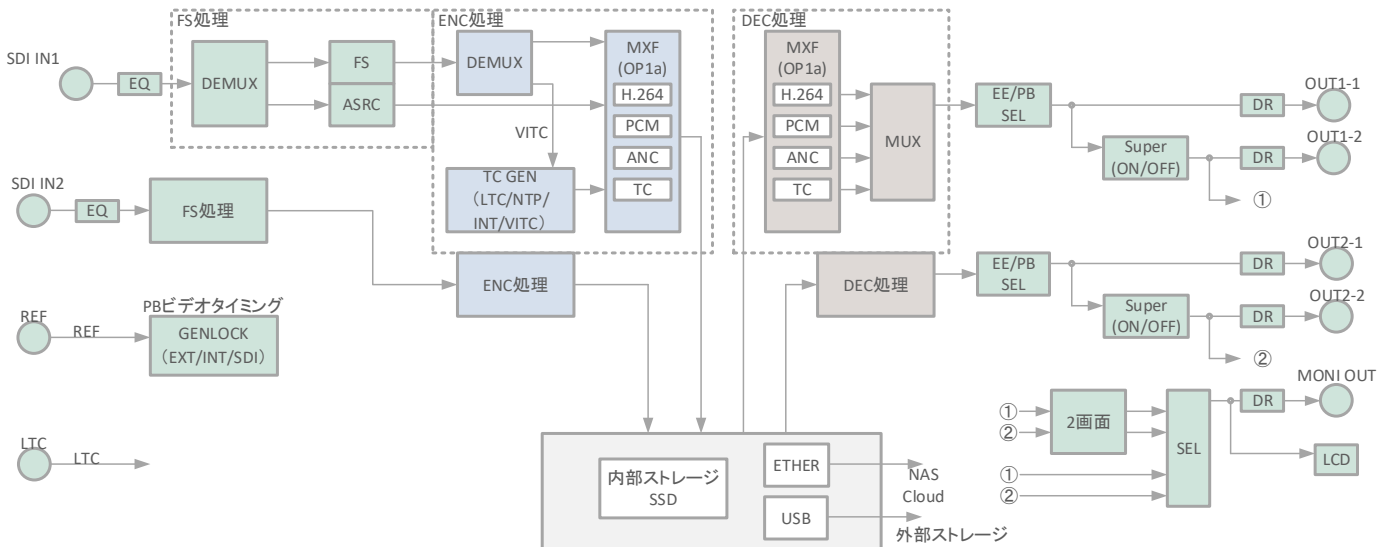 FS処理
SDI IN1
EQ
DEMUX
FS
ASRC
ENC処理
DEMUX
VITC
TC GEN
(LTC/NTP/
INT/VITC)
MXF
(OP1a)
H.264
PCM
ANC
TC
DEC処理
MXF
(OP1a)
H.264
PCM
ANC
TC
MUX
EE/PB
SEL
DR
OUT1-1
Super
(ON/OFF)
DR
OUT1-2
①
SDI IN2
EQ
FS処理
ENC処理
DEC処理
EE/PB
SEL
DR
OUT2-1
Super
(ON/OFF)
DR
OUT2-2
②
REF
REF
PBビデオタイミング
GENLOCK
(EXT/INT/SDI)
LTC
LTC
内部ストレージ
SSD
ETHER
USB
NAS
Cloud
外部ストレージ
①
②
2画面
①
②
SEL
DR
MONI OUT
LCD